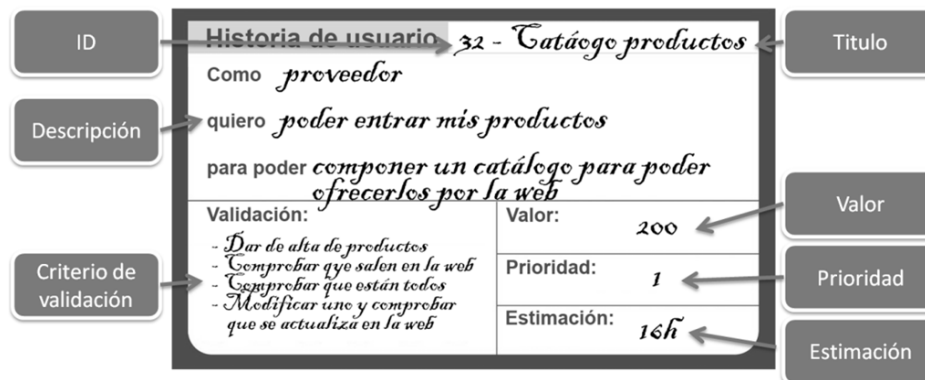 ID
Historia de usuario 32 - Catáogo productos
Titulo
Como proveedor
Descripción
quiero poder entrar mis productos
para poder componer un catálogo para poder
ofrecerlos por la web
Validación:
- Dar de alta de productos
- Comprobar qye salen en la web
- Comprobar que están todos
- Modificar uno y comprobar
que se actualiza en la web
Criterio de
validación
Valor:
200
Valor
Prioridad:
1
Prioridad
Estimación:
16h
Estimación